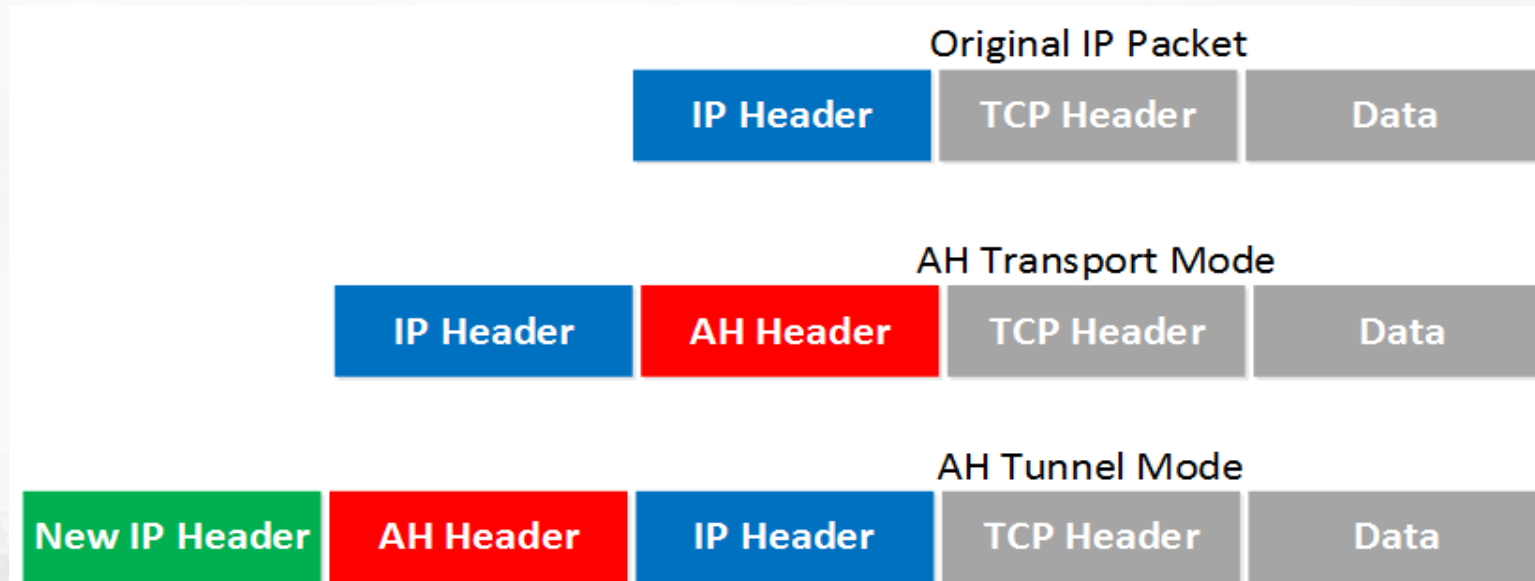 Original IP Packet
IP Header TCP Header Data
AH Transport Mode
IP Header AH Header TCP Header Data
AH Tunnel Mode
New IP Header AH Header IP Header TCP Header Data